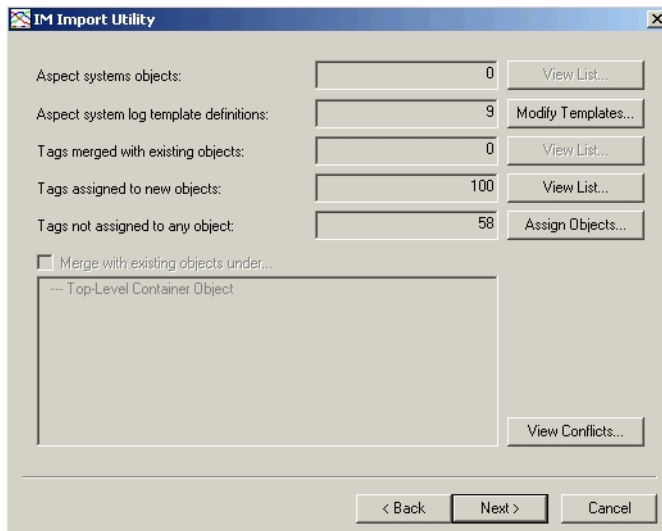 IM Import Utility
Aspect systems objects: 0 View List...
Aspect system log template definitions: 9 Modify Templates...
Tags merged with existing objects: 0 View List...
Tags assigned to new objects: 100 View List...
Tags not assigned to any object: 58 Assign Objects...
Merge with existing objects under...
Top-Level Container Object
View Conflicts...
< Back Next > Cancel